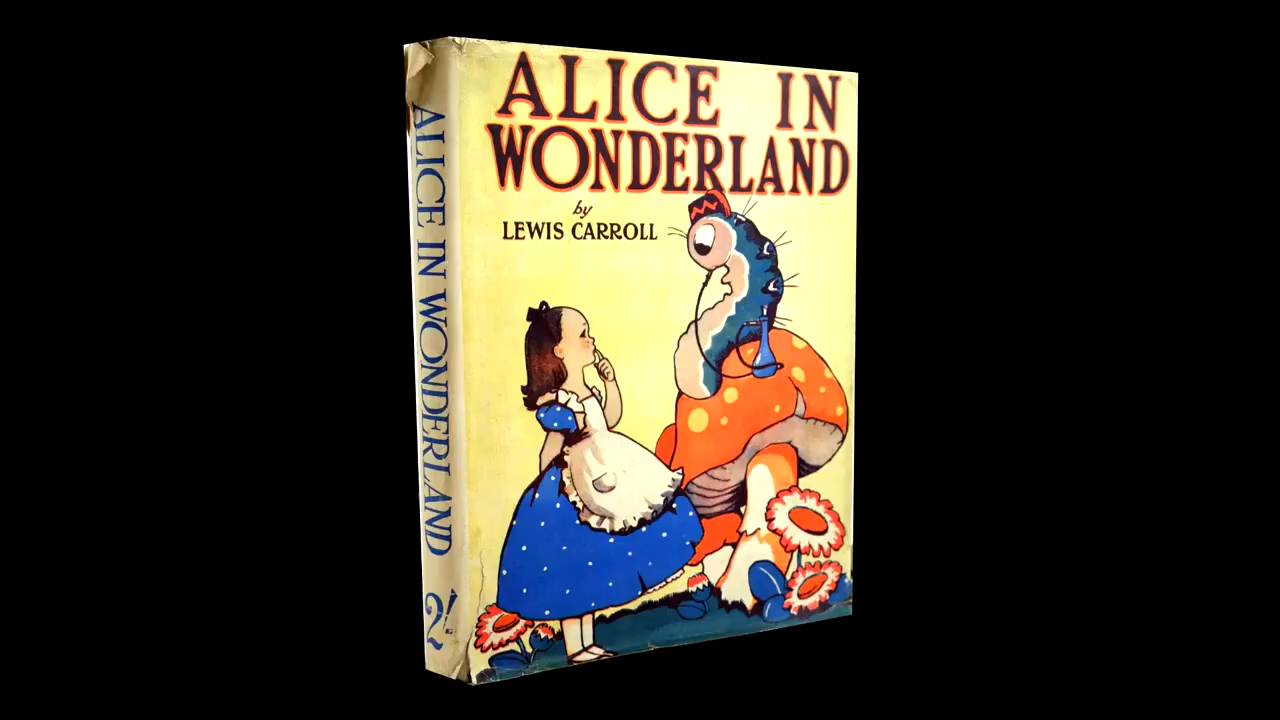 ALICE IN WONDERLAND
2/-
ALICE IN
WONDERLAND
by
LEWIS CARROLL